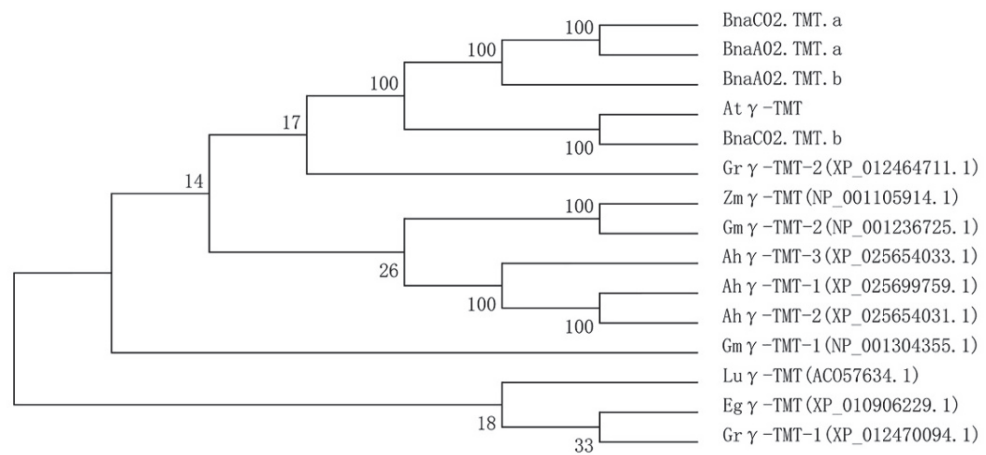 BnaC02.TMT.a
100
BnaA02.TMT.a
100
BnaA02.TMT.b
100
Atγ-TMT
17
BnaC02.TMT.b
100
Grγ-TMT-2(XP_012464711.1)
14
Zmγ-TMT(NP_001105914.1)
100
Gmγ-TMT-2(NP_001236725.1)
26
Ahγ-TMT-3(XP_025654033.1)
100
Ahγ-TMT-1(XP_025699759.1)
100
Ahγ-TMT-2(XP_025654031.1)
Gmγ-TMT-1(NP_001304355.1)
Luγ-TMT(ACO57634.1)
18
Egγ-TMT(XP_010906229.1)
33
Grγ-TMT-1(XP_012470094.1)